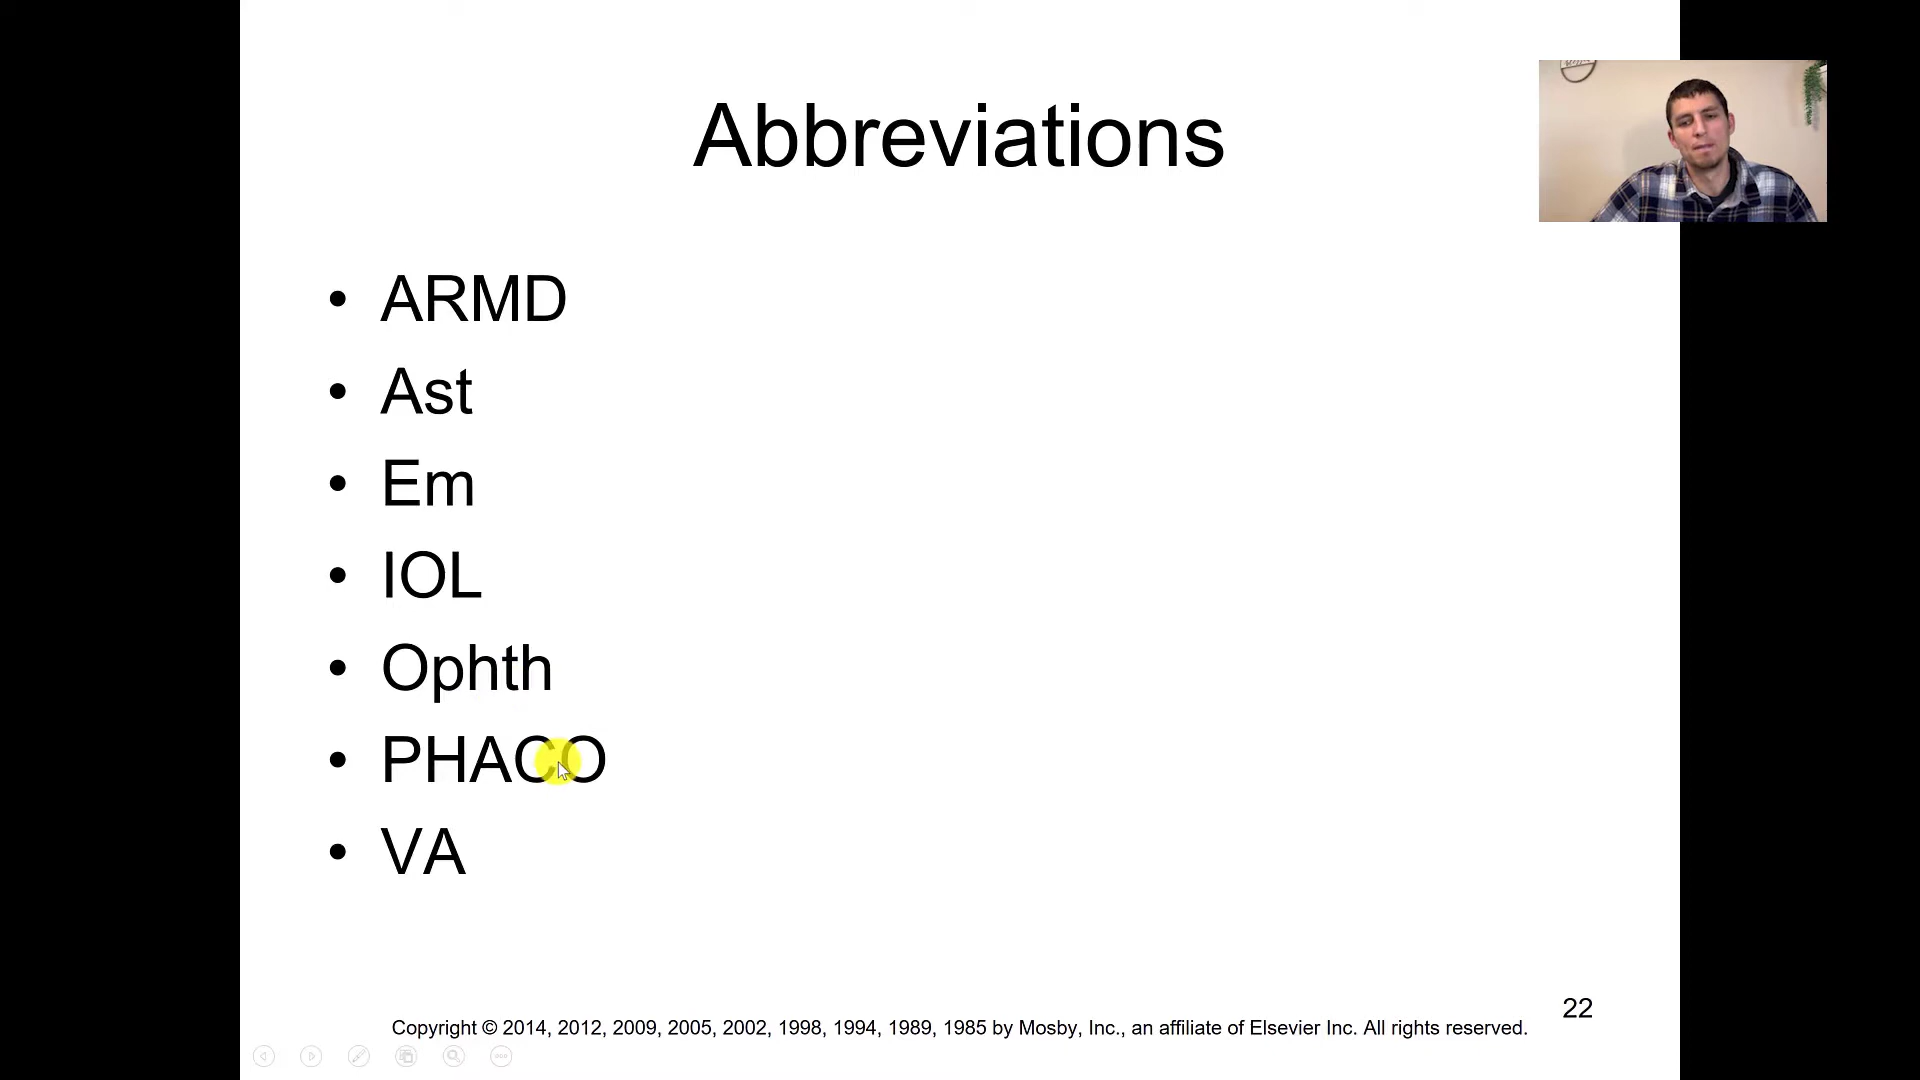 Abbreviations
• ARMD
• Ast
• Em
• IOL
• Ophth
• PHACO
• VA
22
Copyright © 2014, 2012, 2009, 2005, 2002, 1998, 1994, 1989, 1985 by Mosby, Inc., an affiliate of Elsevier Inc. All rights reserved.